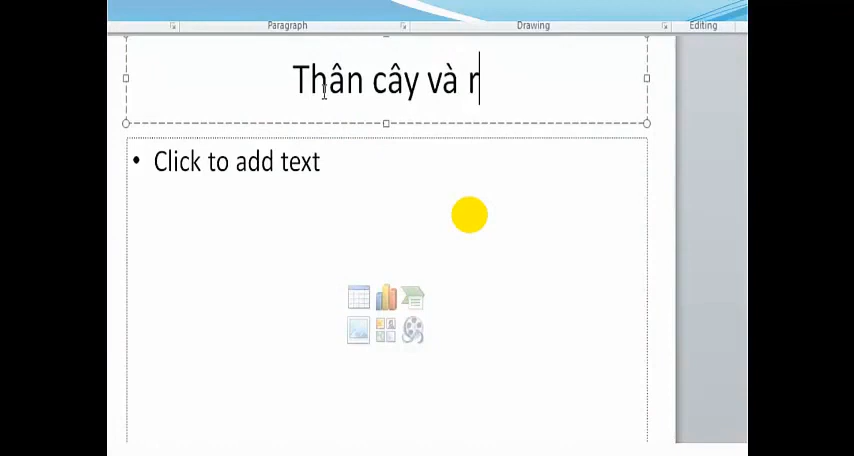 Paragraph
Drawing
Editing
Thân cây và r
• Click to add text